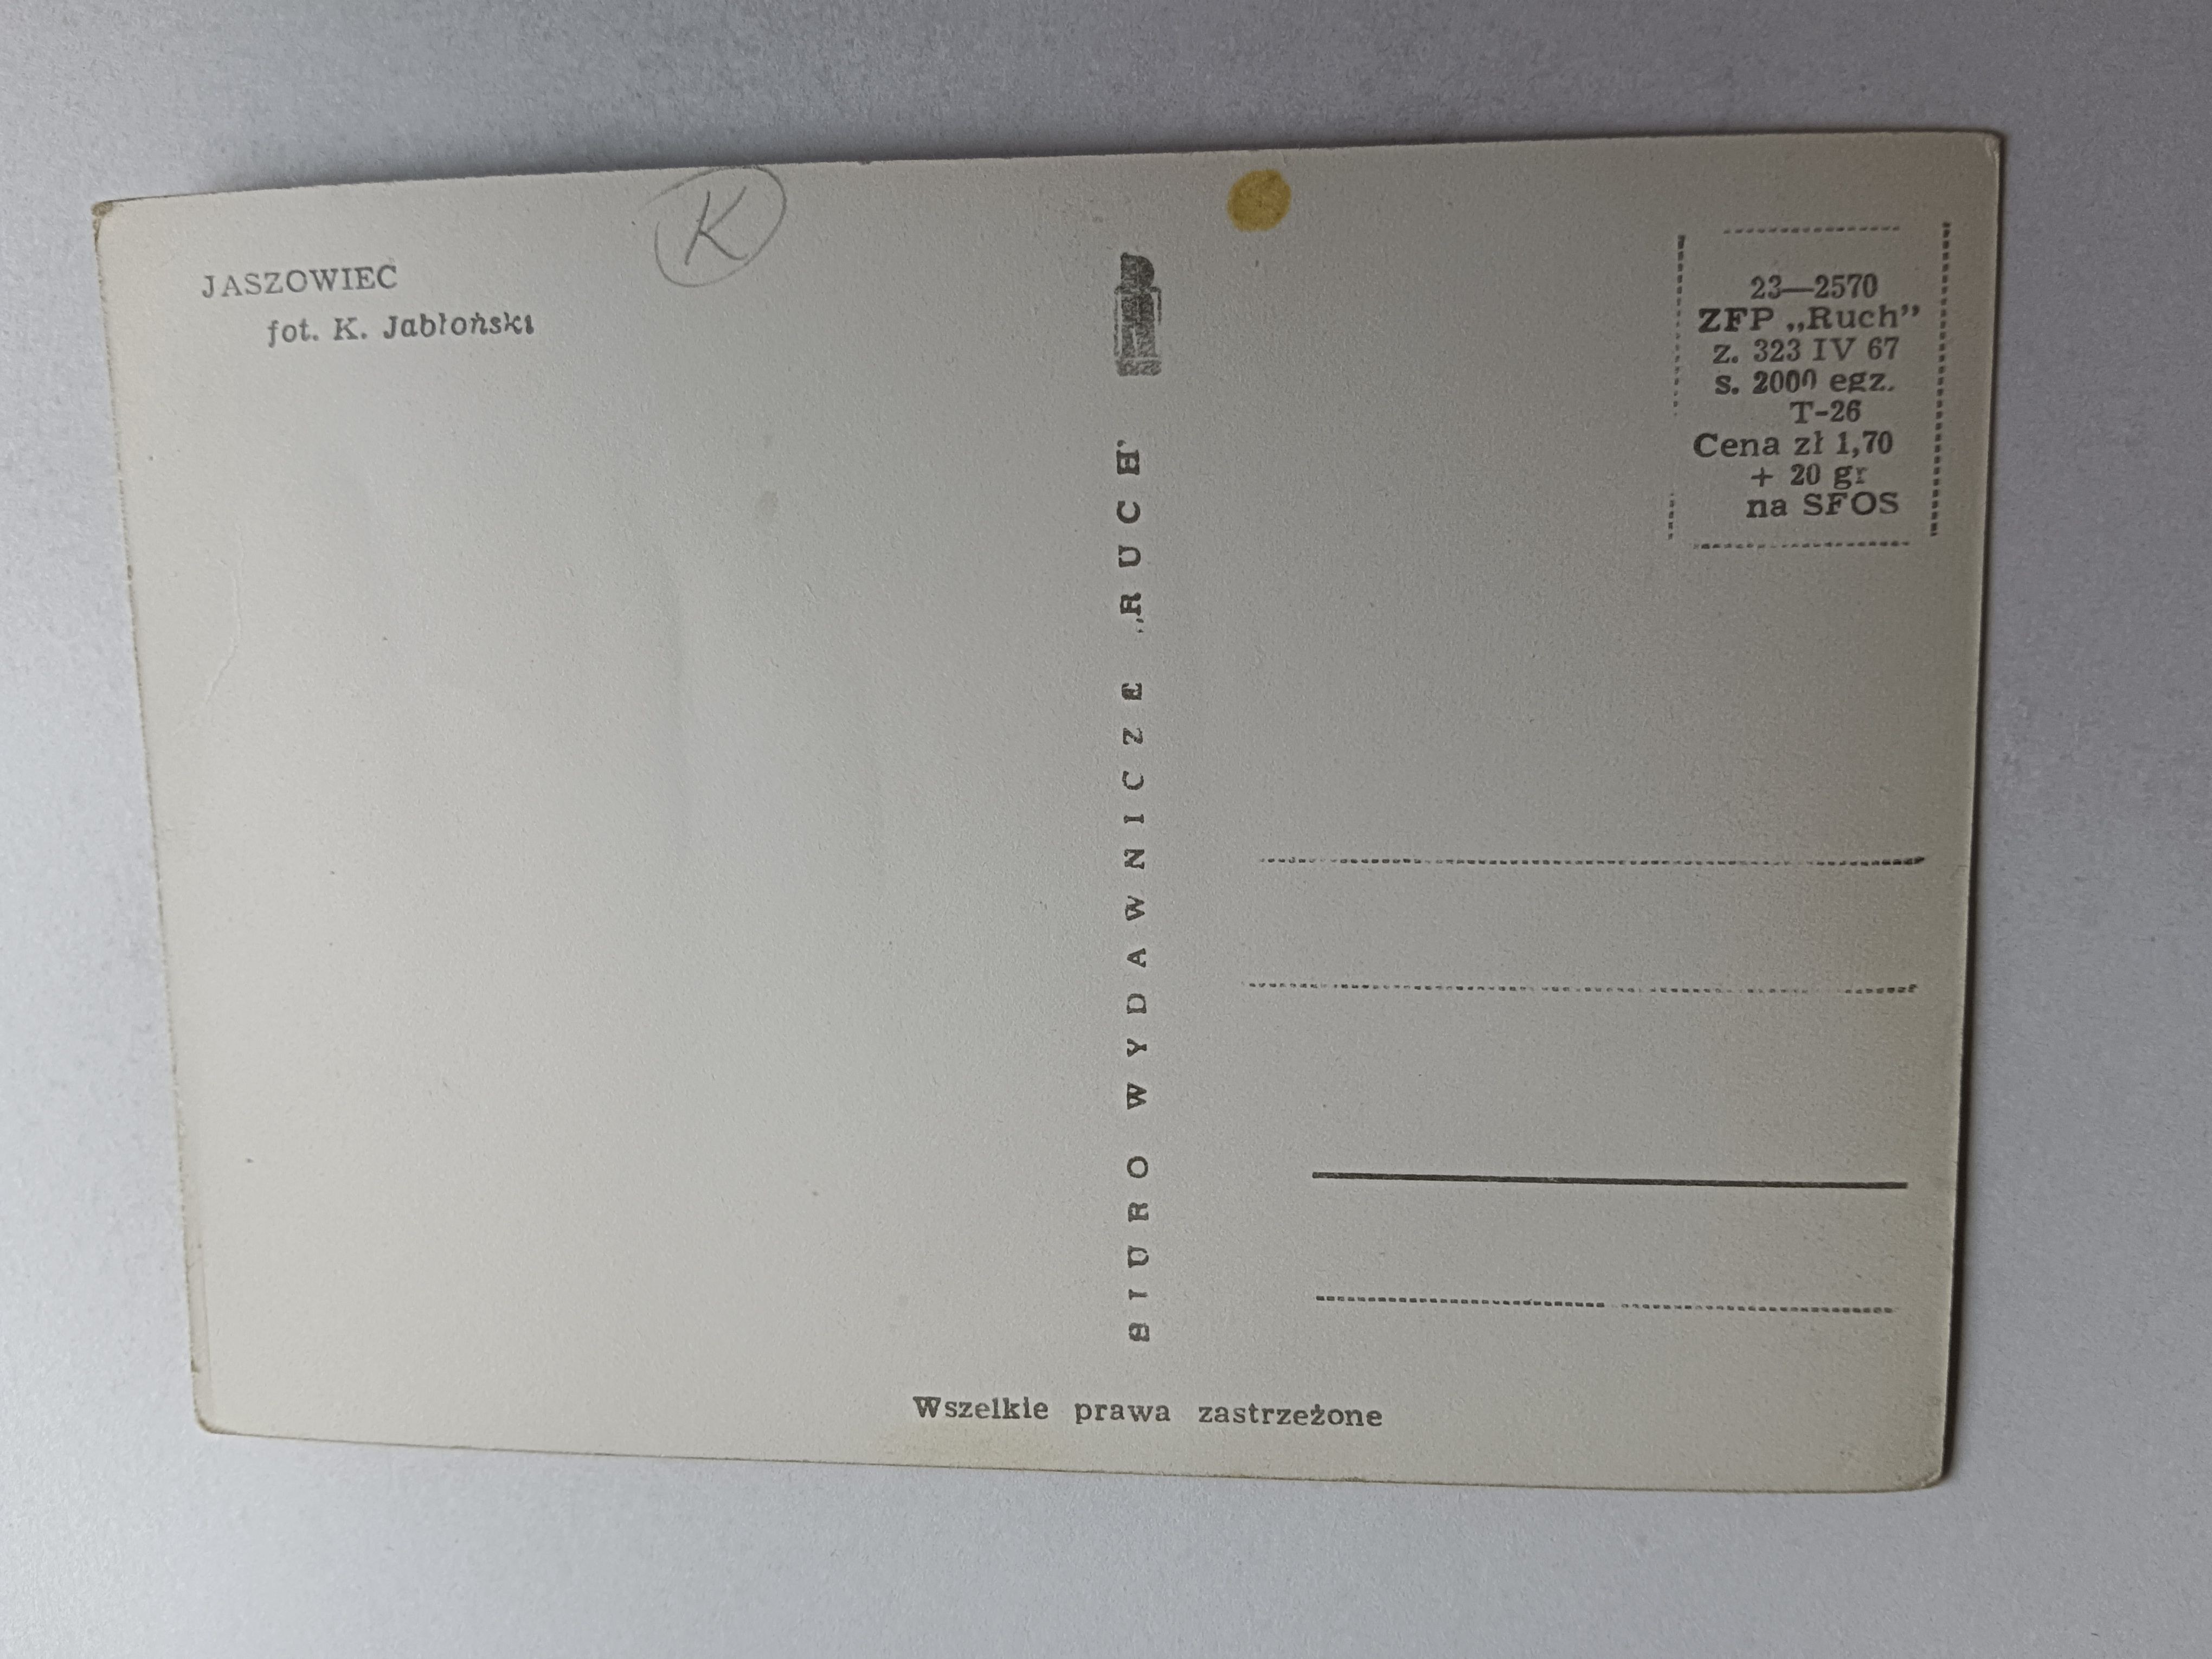 JASZOWIEC
fot. K. Jabłoński
K
BIURO WYDAWNICZE „RUCH”
23—2570
ZFP „Ruch”
z. 323 IV 67
s. 2000 egz.
T-26
Cena zł 1,70
+ 20 gr
na SFOS
Wszelkie prawa zastrzeżone